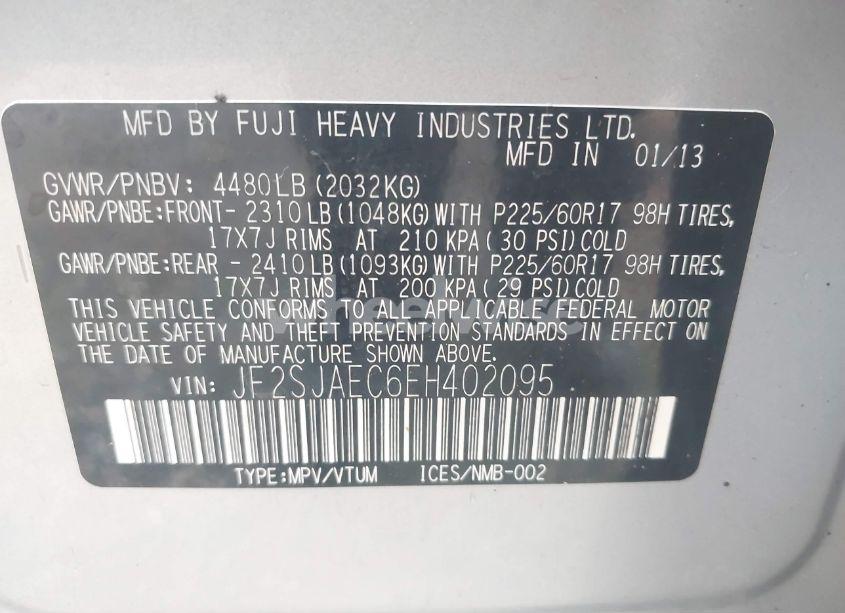 MFD BY FUJI HEAVY INDUSTRIES LTD.
MFD IN 01/13
GVWR/PNBV: 4480LB (2032KG)
GAWR/PNBE:FRONT- 2310 LB (1048KG) WITH P225/60R17 98H TIRES,
17X7J RIMS AT 210 KPA ( 30 PSI) COLD
GAWR/PNBE:REAR - 2410 LB (1093KG) WITH P225/60R17 98H TIRES,
17X7J RIMS AT 200 KPA (29 PSI) COLD
THIS VEHICLE CONFORMS TO ALL APPLICABLE FEDERAL MOTOR
VEHICLE SAFETY AND THEFT PREVENTION STANDARDS IN EFFECT ON
THE DATE OF MANUFACTURE SHOWN ABOVE.
VIN: JF2SJAEC6EH402095
TYPE:MPV/VTUM ICES/NMB-002